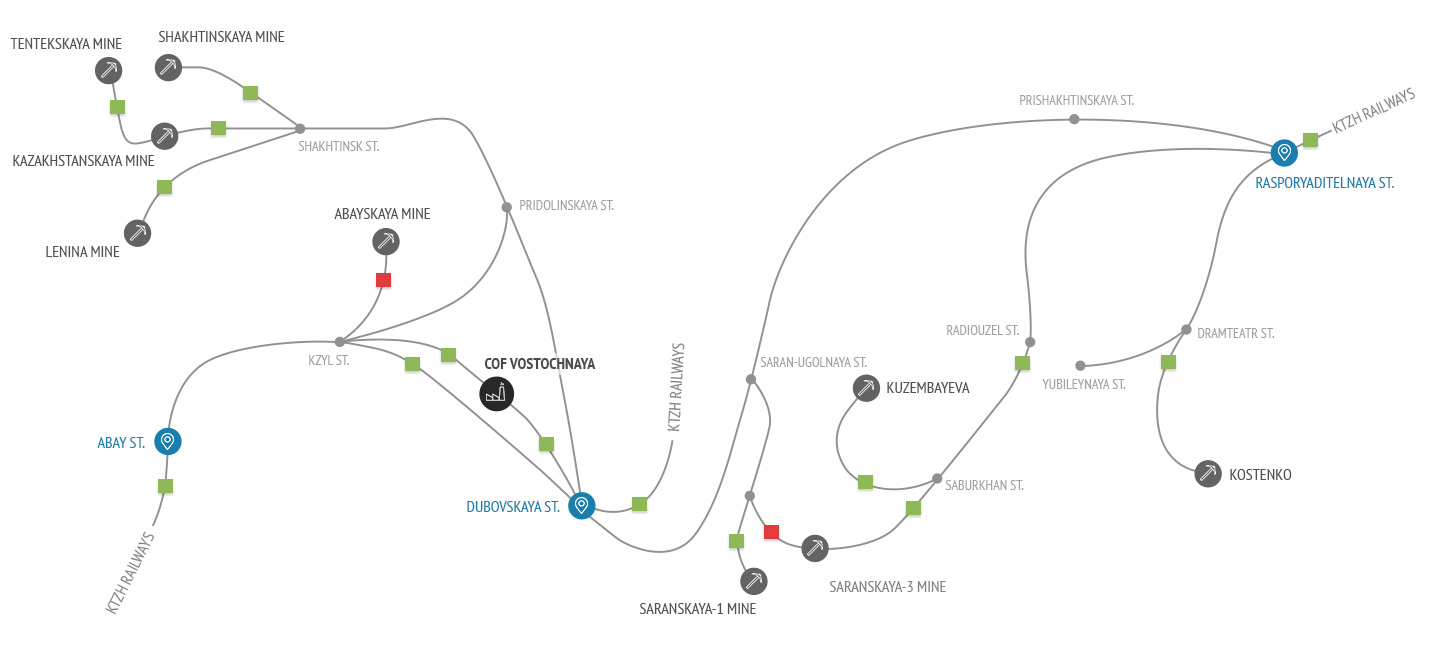 SHAKHTINSKAYA MINE
TENTEKSKAYA MINE
KAZAKHSTANSKAYA MINE
SHAKHTINSK ST.
LENINA MINE
ABAYSKAYA MINE
PRIDOLINSKAYA ST.
PRISHAKHTINSKAYA ST.
KTZH RAILWAYS
RASPORYADITELNAYA ST.
KZYL ST.
COF VOSTOCHNAYA
KTZH RAILWAYS
SARAN-UGOLNAYA ST.
RADIOUZEL ST.
DRAMTEATR ST.
KUZEMBAYEVA
YUBILEYNAYA ST.
ABAY ST.
KOSTENKO
SABURKHAN ST.
DUBOVSKAYA ST.
KTZH RAILWAYS
SARANSKAYA-3 MINE
SARANSKAYA-1 MINE